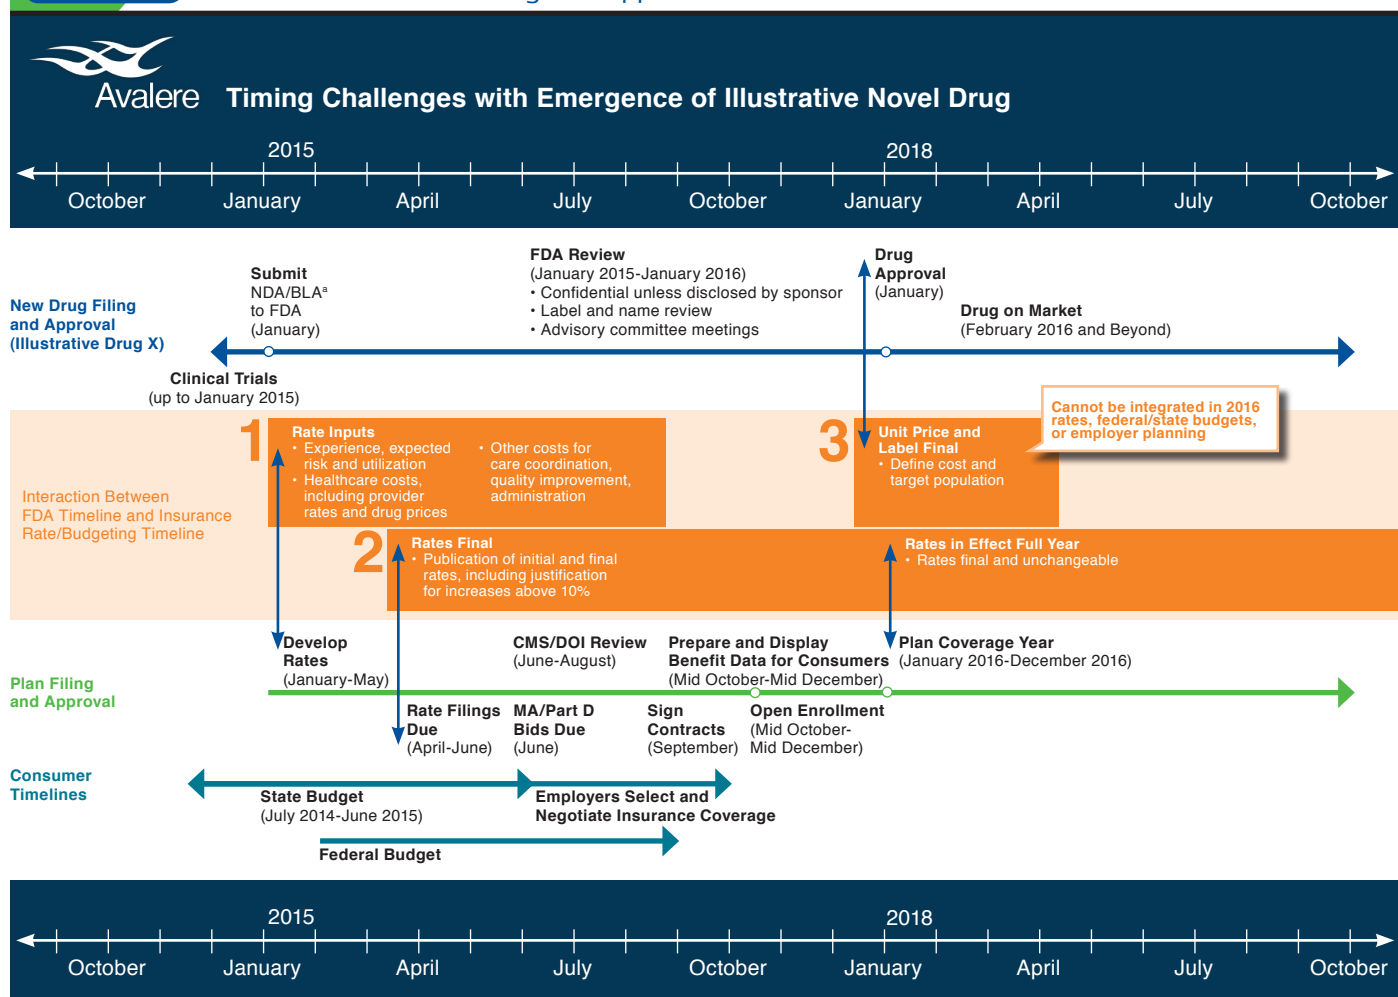 Avalere
Timing Challenges with Emergence of Illustrative Novel Drug
2015
2018
October
January
April
July
October
January
April
July
October
New Drug Filing
and Approval
(Illustrative Drug X)
Submit
NDA/BLAª
to FDA
(January)
FDA Review
(January 2015-January 2016)
• Confidential unless disclosed by sponsor
• Label and name review
• Advisory committee meetings
Drug
Approval
(January)
Drug on Market
(February 2016 and Beyond)
Clinical Trials
(up to January 2015)
Interaction Between
FDA Timeline and Insurance
Rate/Budgeting Timeline
1
Rate Inputs
• Experience, expected
risk and utilization
• Healthcare costs,
including provider
rates and drug prices
• Other costs for
care coordination,
quality improvement,
administration
3
Unit Price and
Label Final
• Define cost and
target population
Cannot be integrated in 2016
rates, federal/state budgets,
or employer planning
2
Rates Final
• Publication of initial and final
rates, including justification
for increases above 10%
Rates in Effect Full Year
• Rates final and unchangeable
Plan Filing
and Approval
Develop
Rates
(January-May)
CMS/DOI Review
(June-August)
Prepare and Display
Benefit Data for Consumers
(Mid October-Mid December)
Plan Coverage Year
(January 2016-December 2016)
Rate Filings
Due
(April-June)
MA/Part D
Bids Due
(June)
Sign
Contracts
(September)
Open Enrollment
(Mid October-
Mid December)
Consumer
Timelines
State Budget
(July 2014-June 2015)
Employers Select and
Negotiate Insurance Coverage
Federal Budget
2015
2018
October
January
April
July
October
January
April
July
October